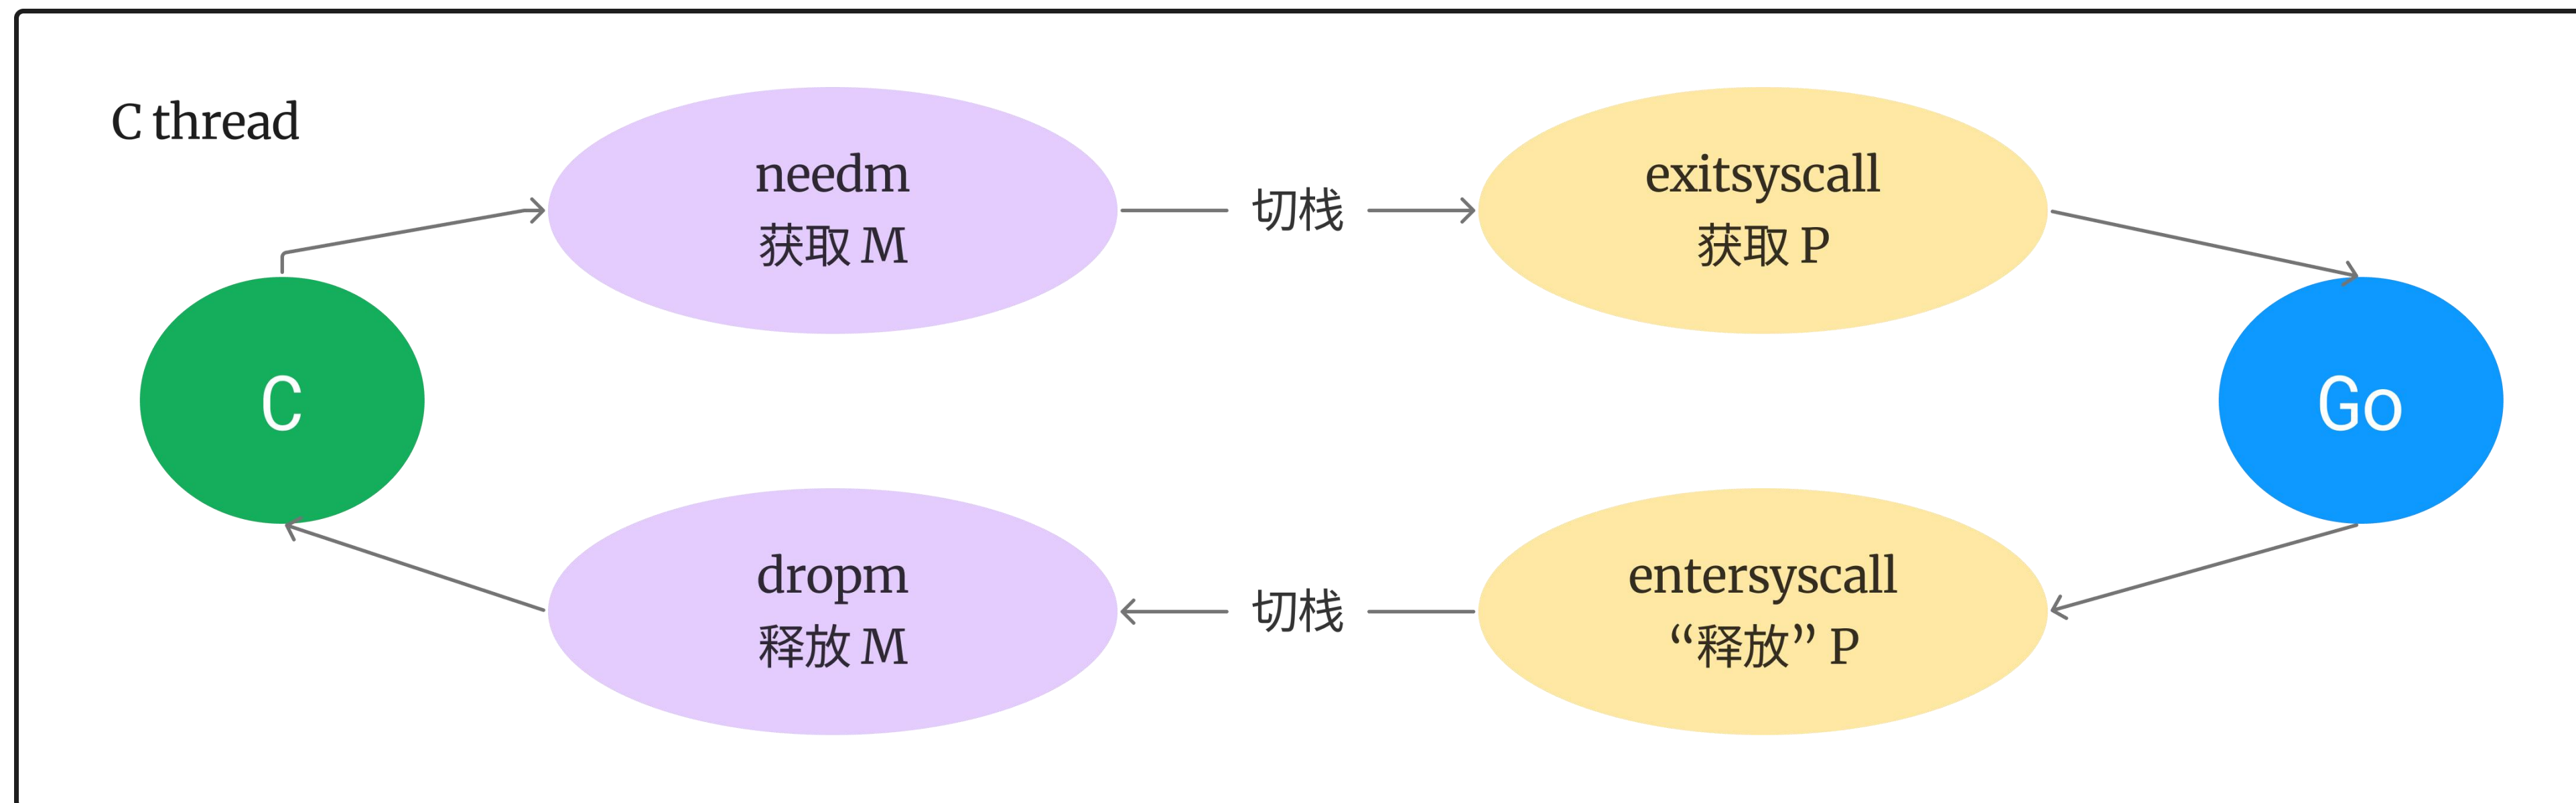 C thread
needm
获取 M
切栈
exitsyscall
获取 P
C
Go
dropm
释放 M
切栈
entersyscall
“释放” P